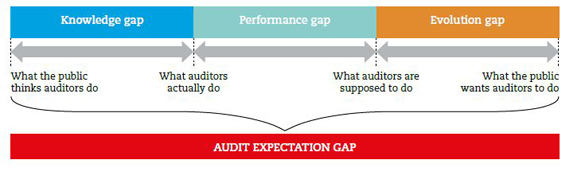 Knowledge gap
Performance gap
Evolution gap
What the public
thinks auditors do
What auditors
actually do
What auditors are
supposed to do
What the public
wants auditors to do
AUDIT EXPECTATION GAP